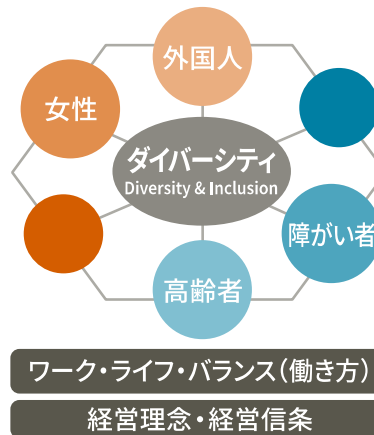 外国人
女性
ダイバーシティ
Diversity & Inclusion
障がい者
高齢者
ワーク・ライフ・バランス(働き方)
経営理念・経営信条